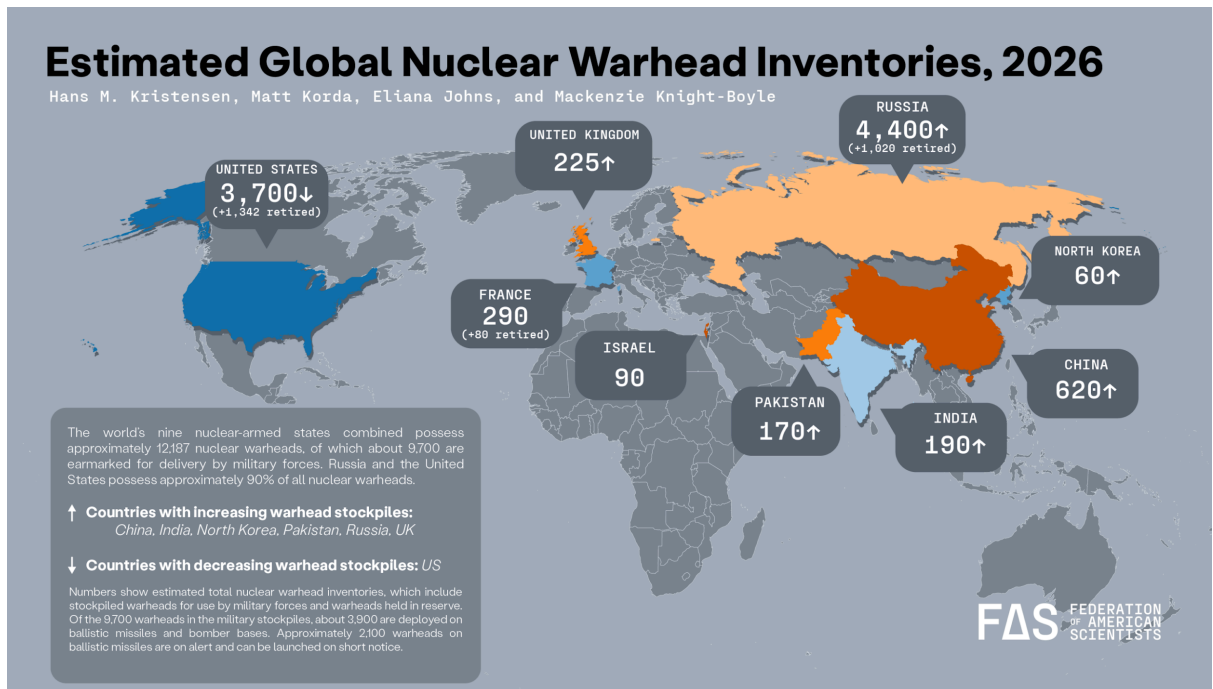 Estimated Global Nuclear Warhead Inventories, 2026
Hans M. Kristensen, Matt Korda, Eliana Johns, and Mackenzie Knight-Boyle
RUSSIA
4,400↑
(+1,020 retired)
UNITED KINGDOM
225↑
UNITED STATES
3,700↓
(+1,342 retired)
NORTH KOREA
60↑
FRANCE
290
(+80 retired)
ISRAEL
90
CHINA
620↑
PAKISTAN
170↑
INDIA
190↑
The world's nine nuclear-armed states combined possess
approximately 12,187 nuclear warheads, of which about 9,700 are
earmarked for delivery by military forces. Russia and the United
States possess approximately 90% of all nuclear warheads.
↑ Countries with increasing warhead stockpiles:
China, India, North Korea, Pakistan, Russia, UK
↓ Countries with decreasing warhead stockpiles: US
Numbers show estimated total nuclear warhead inventories, which include
stockpiled warheads for use by military forces and warheads held in reserve.
Of the 9,700 warheads in the military stockpiles, about 3,900 are deployed on
ballistic missiles and bomber bases. Approximately 2,100 warheads on
ballistic missiles are on alert and can be launched on short notice.
FAS
FEDERATION
OF AMERICAN
SCIENTISTS